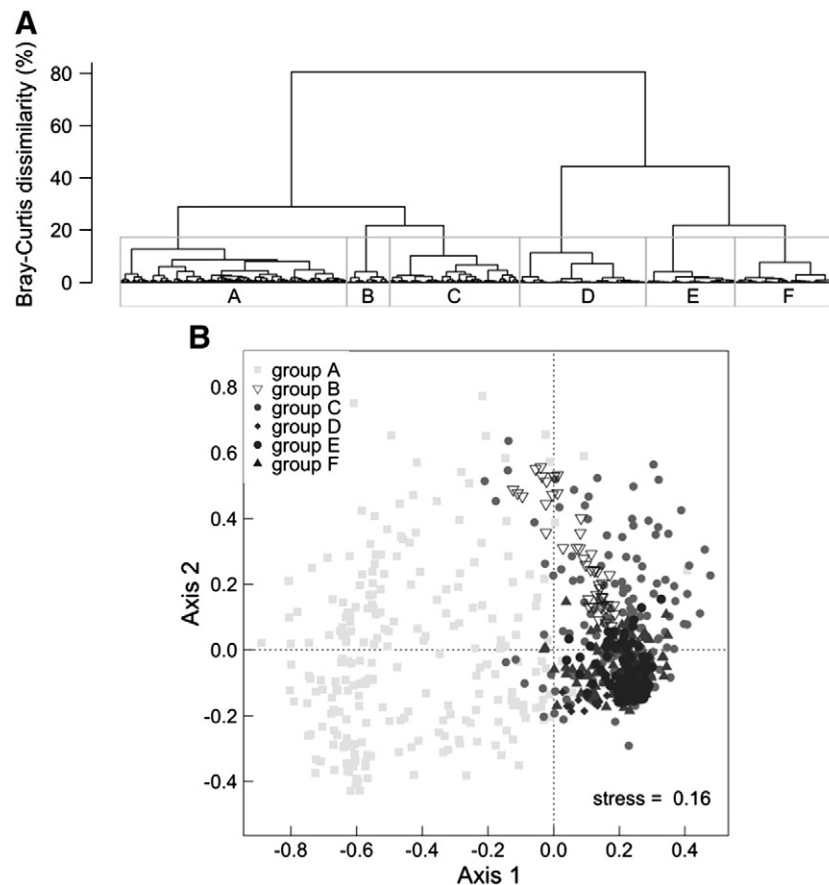 A
Bray-Curtis dissimilarity (%)
80
60
40
20
0
A B C D E F
B
group A
group B
group C
group D
group E
group F
0.8
0.6
0.4
0.2
0.0
-0.2
-0.4
Axis 2
stress = 0.16
-0.8 -0.6 -0.4 -0.2 0.0 0.2 0.4
Axis 1